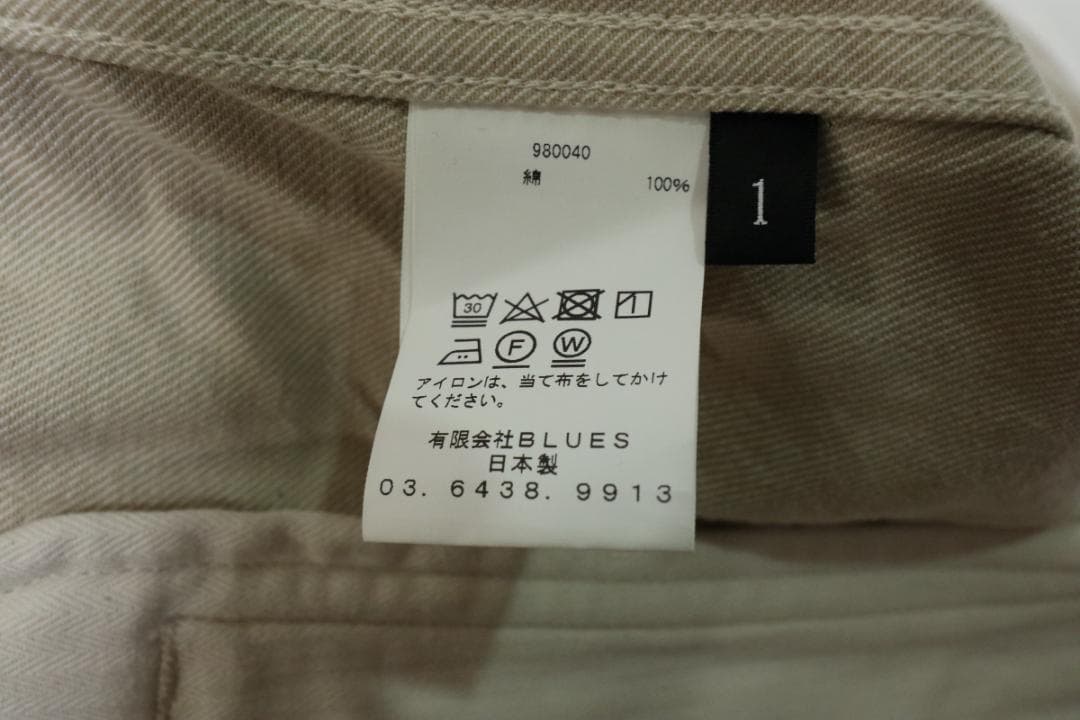 980040
綿 100%
1
30
F W
アイロンは、当て布をしてかけ
てください。
有限会社BLUES
日本製
03. 6438. 9913